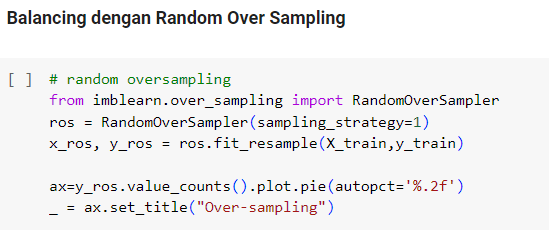 Balancing dengan Random Over Sampling
[ ] # random oversampling
from imblearn.over_sampling import RandomOverSampler
ros = RandomOverSampler(sampling_strategy=1)
x_ros, y_ros = ros.fit_resample(X_train,y_train)
ax=y_ros.value_counts().plot.pie(autopct='%.2f')
_ = ax.set_title("Over-sampling")